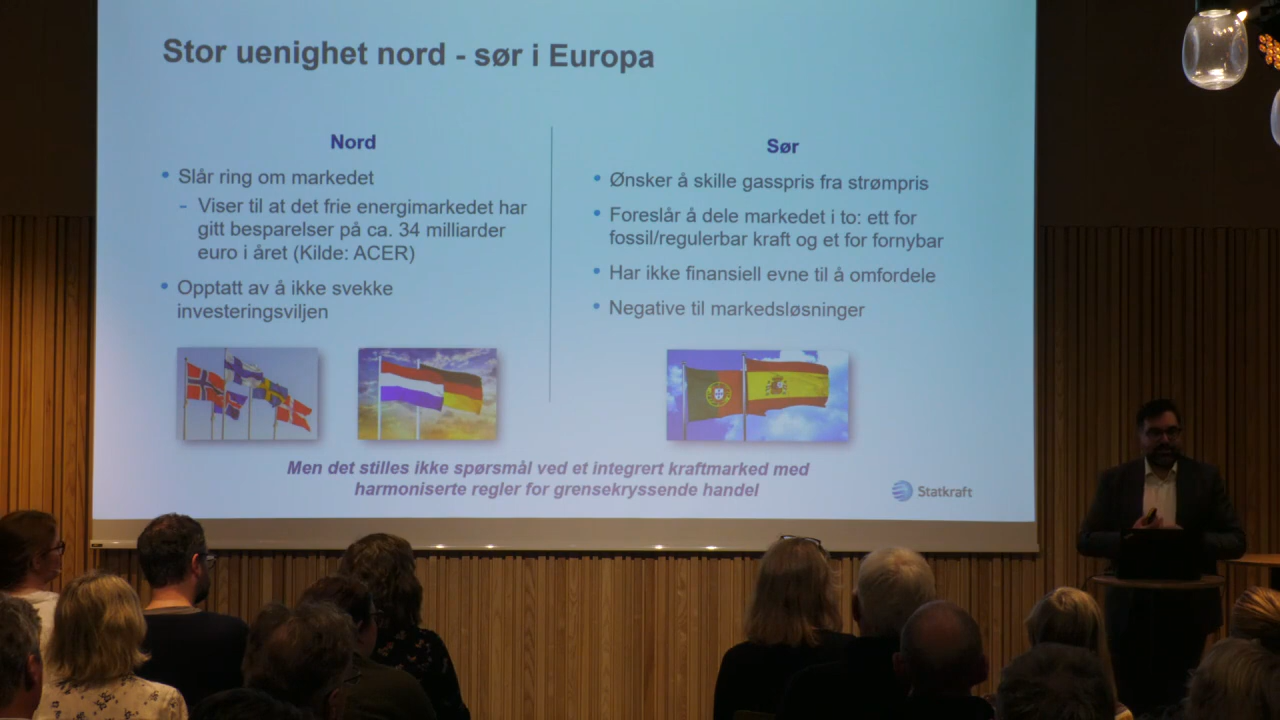 Stor uenighet nord - sør i Europa
Nord
• Slår ring om markedet
- Viser til at det frie energimarkedet har
gitt besparelser på ca. 34 milliarder
euro i året (Kilde: ACER)
• Opptatt av å ikke svekke
investeringsviljen
Sør
• Ønsker å skille gasspris fra strømpris
• Foreslår å dele markedet i to: ett for
fossil/regulerbar kraft og et for fornybar
• Har ikke finansiell evne til å omfordele
• Negative til markedsløsninger
Men det stilles ikke spørsmål ved et integrert kraftmarked med
harmoniserte regler for grensekryssende handel
Statkraft